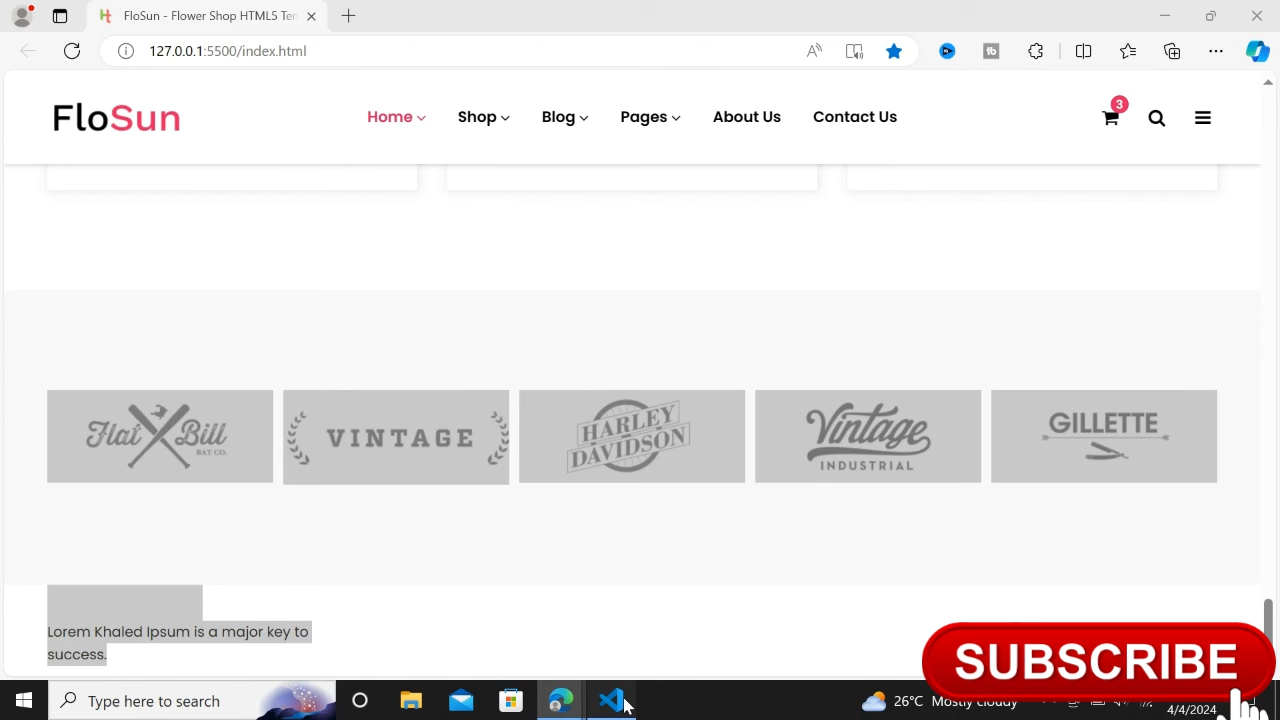 FloSun - Flower Shop HTML5 Tem
127.0.0.1:5500/index.html
FloSun
Home
Shop
Blog
Pages
About Us
Contact Us
3
Flat Bill
BAT CO.
VINTAGE
HARLEY
DAVIDSON
Vintage
INDUSTRIAL
GILLETTE
Lorem Khaled Ipsum is a major key to
success.
SUBSCRIBE
Type here to search
26°C Mostly cloudy
4/4/2024